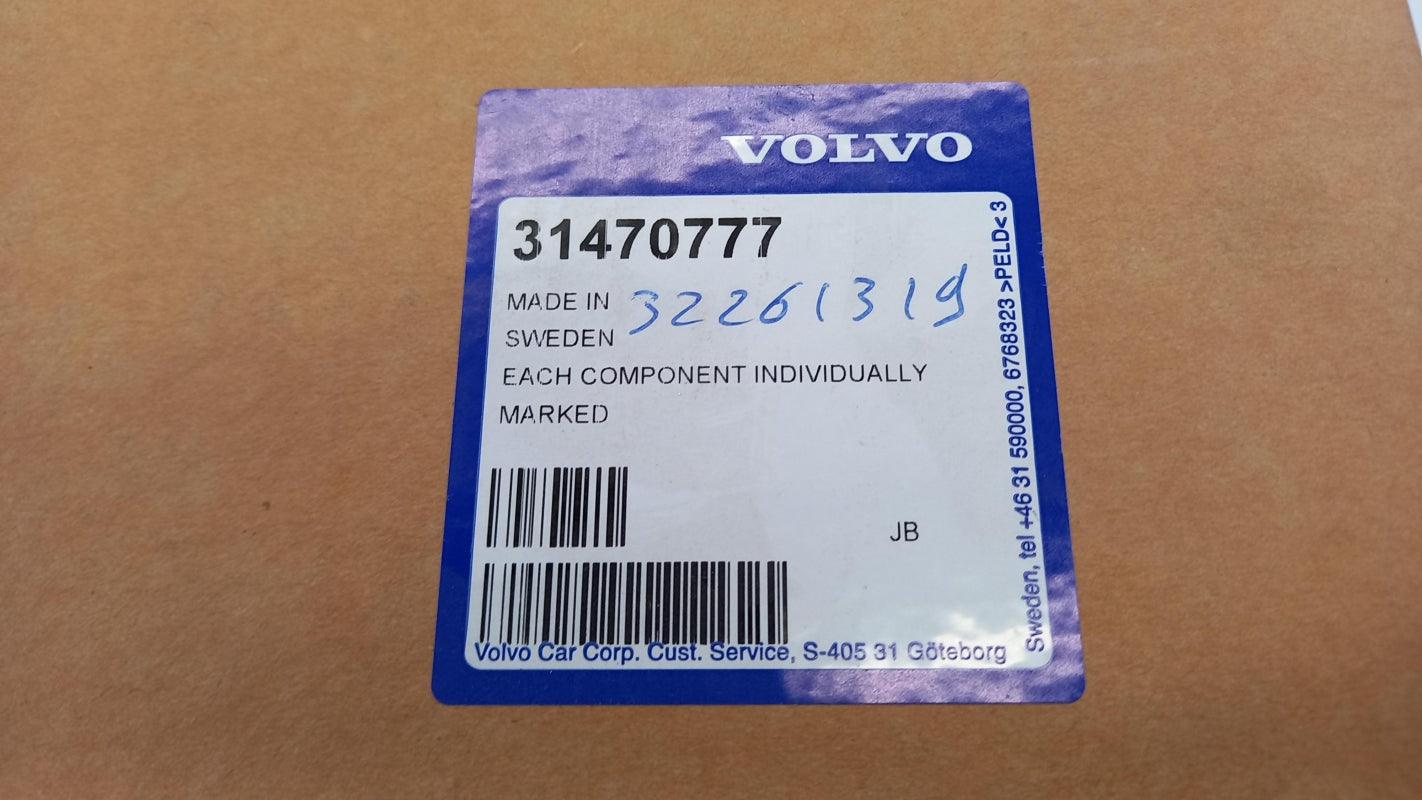 VOLVO
31470777
MADE IN
32261319
SWEDEN
EACH COMPONENT INDIVIDUALLY
MARKED
JB
Volvo Car Corp. Cust. Service, S-405 31 Göteborg
Sweden, tel +46 31 590000, 6768323 >PELD< 3